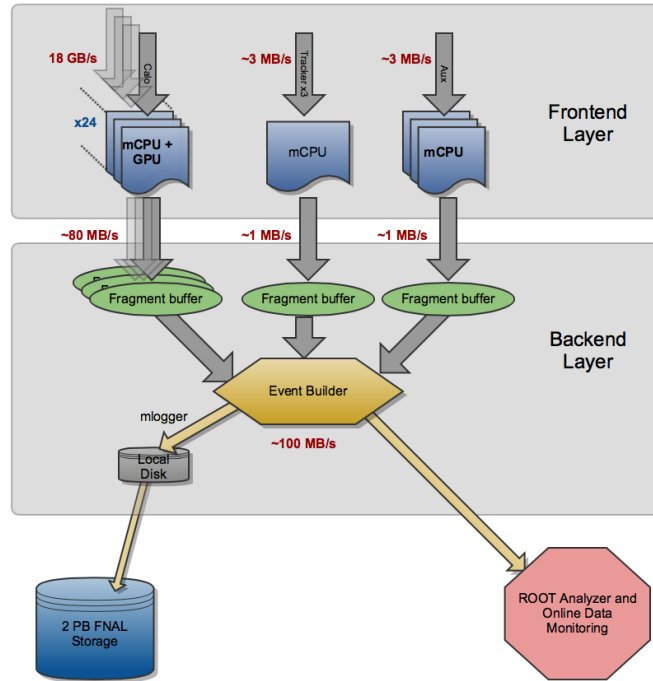 18 GB/s
Calo
~3 MB/s
Tracker x3
~3 MB/s
Aux
Frontend
Layer
x24
mCPU +
GPU
mCPU
mCPU
~80 MB/s
~1 MB/s
~1 MB/s
Fragment buffer
Fragment buffer
Fragment buffer
Backend
Layer
Event Builder
mlogger
~100 MB/s
Local
Disk
2 PB FNAL
Storage
ROOT Analyzer and
Online Data
Monitoring